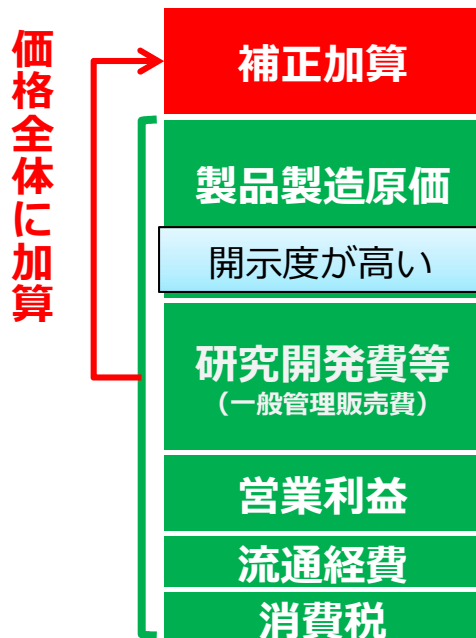 価格全体に加算
補正加算
製品製造原価
開示度が高い
研究開発費等
（一般管理販売費）
営業利益
流通経費
消費税